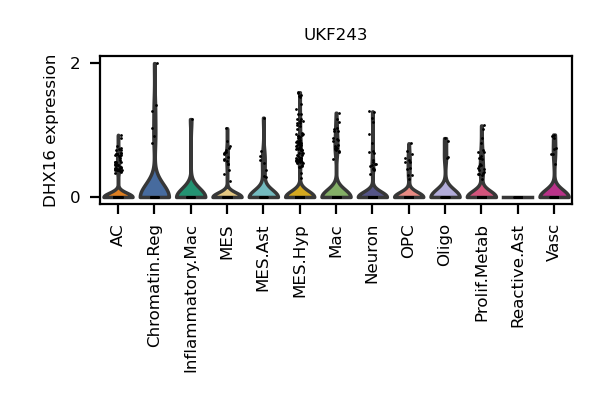 UKF243
DHX16 expression
2
0
AC
Chromatin.Reg
Inflammatory.Mac
MES
MES.Ast
MES.Hyp
Mac
Neuron
OPC
Oligo
Prolif.Metab
Reactive.Ast
Vasc